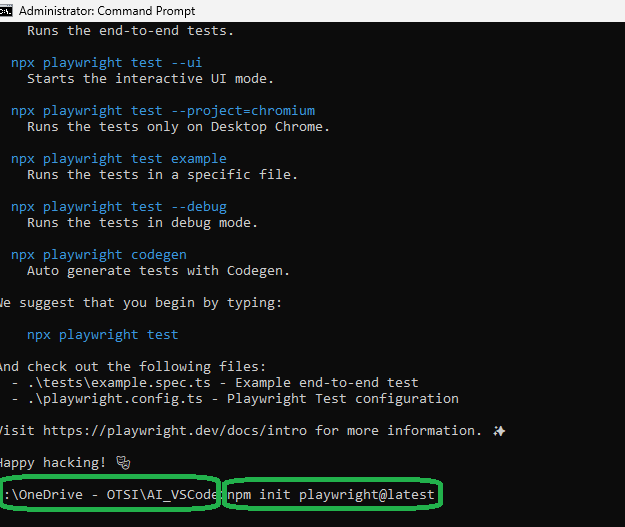 Administrator: Command Prompt
Runs the end-to-end tests.
npx playwright test --ui
Starts the interactive UI mode.
npx playwright test --project=chromium
Runs the tests only on Desktop Chrome.
npx playwright test example
Runs the tests in a specific file.
npx playwright test --debug
Runs the tests in debug mode.
npx playwright codegen
Auto generate tests with Codegen.
We suggest that you begin by typing:
npx playwright test
And check out the following files:
- .\tests\example.spec.ts - Example end-to-end test
- .\playwright.config.ts - Playwright Test configuration
Visit https://playwright.dev/docs/intro for more information. ✨
Happy hacking! 🎭
:\OneDrive - OTSI\AI_VSCode npm init playwright@latest